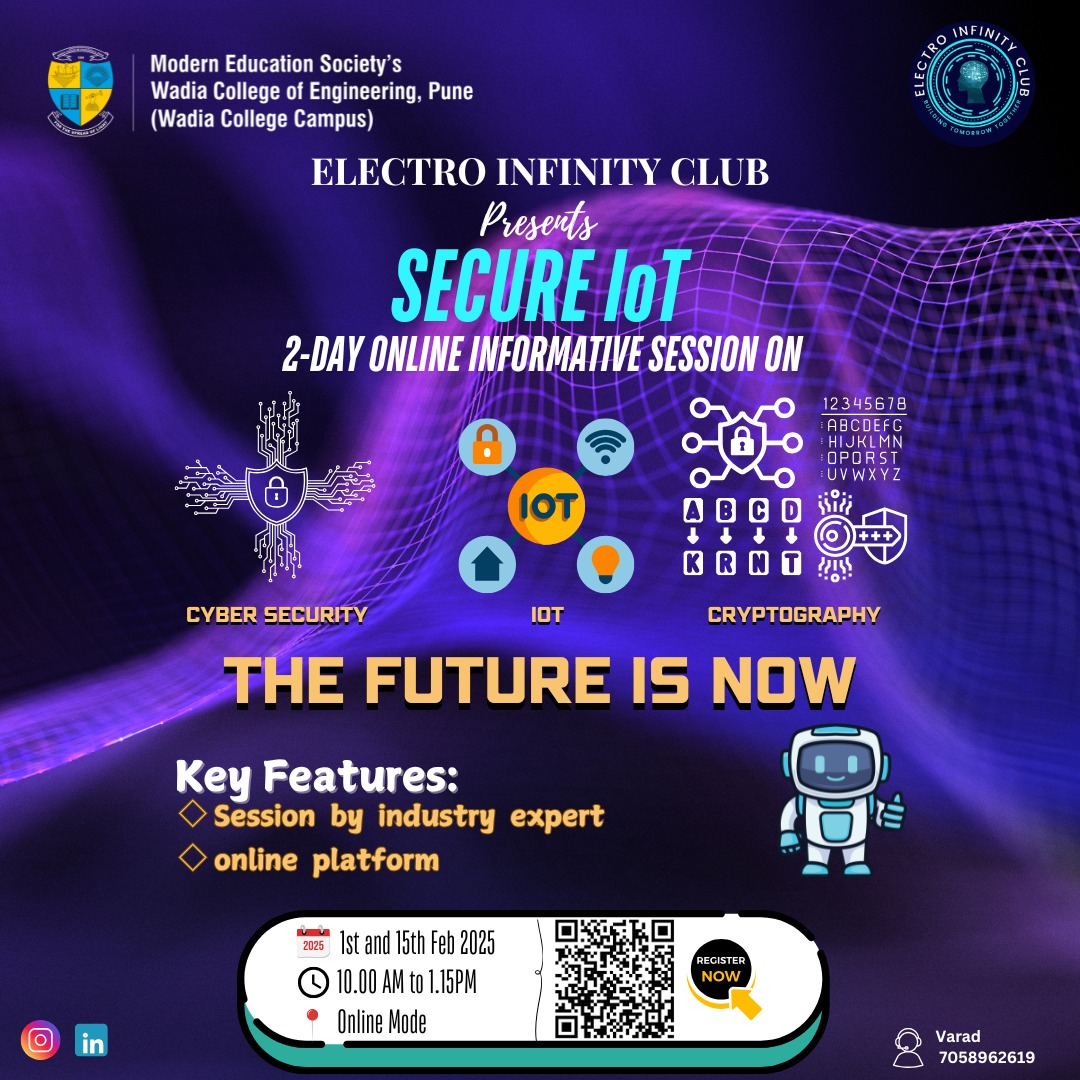 Modern Education Society's
Wadia College of Engineering, Pune
(Wadia College Campus)
ELECTRO INFINITY CLUB
BUILDING TOMORROW TOGETHER
ELECTRO INFINITY CLUB
Presents
SECURE IoT
2-DAY ONLINE INFORMATIVE SESSION ON
12345678
ABCDEFG
HIJKLMN
OPQRST
UVWXYZ
IOT
A B C D
K R N T
CYBER SECURITY
IOT
CRYPTOGRAPHY
THE FUTURE IS NOW
Key Features:
Session by industry expert
online platform
2025
1st and 15th Feb 2025
10.00 AM to 1.15PM
Online Mode
REGISTER
NOW
in
Varad
7058962619